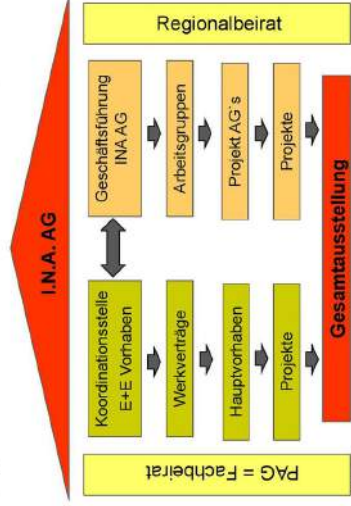 I.N.A. AG
PAG = Fachbeirat
Koordinationsstelle
E+E Vorhaben
Werkverträge
Hauptvorhaben
Projekte
Geschäftsführung
INA AG
Arbeitsgruppen
Projekt AG`s
Projekte
Regionalbeirat
Gesamtausstellung